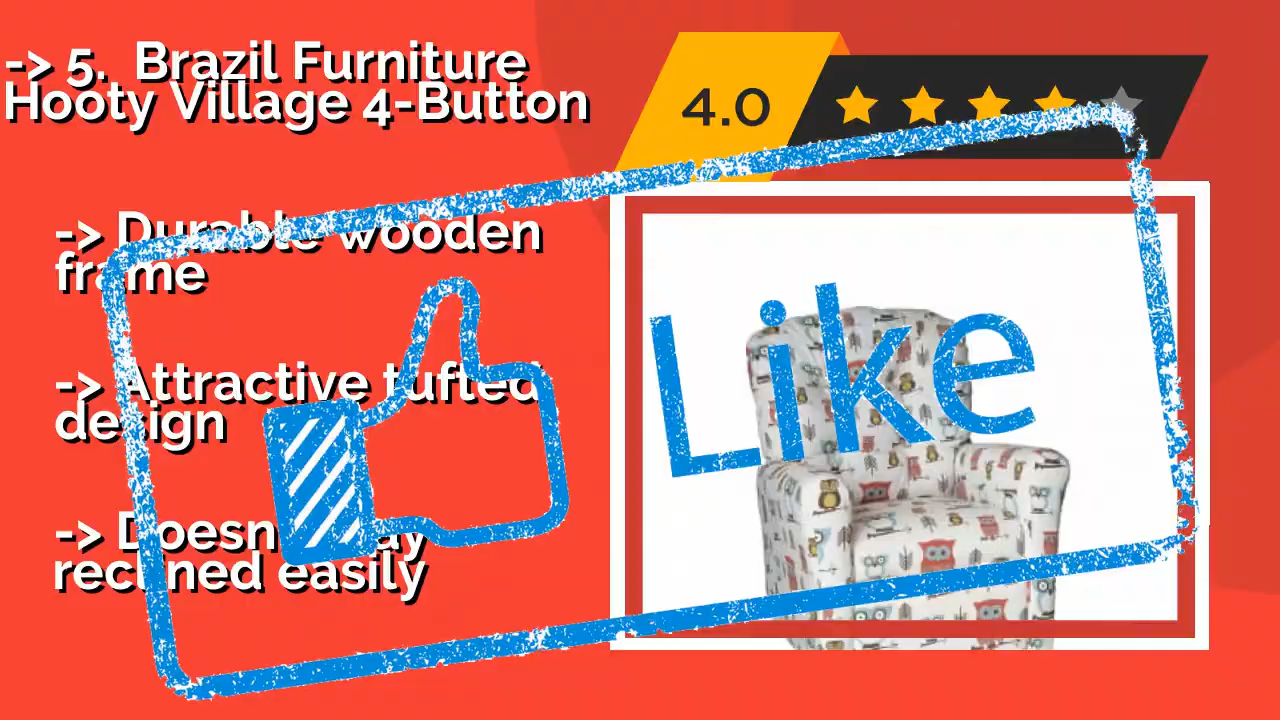 -> 5. Brazil Furniture
Hooty Village 4-Button
4.0
-> Durable wooden
frame
Like
-> Attractive tufted
design
-> Doesn
reclined easily